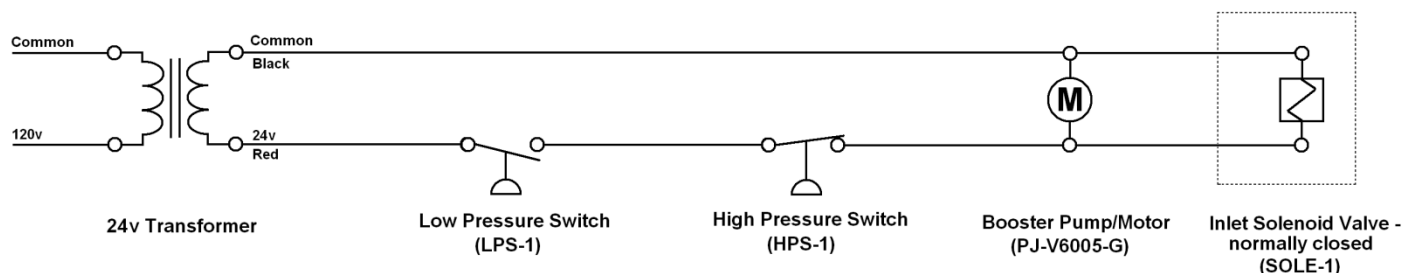 Common
Common
Black
M
120v
24v
Red
24v Transformer
Low Pressure Switch
(LPS-1)
High Pressure Switch
(HPS-1)
Booster Pump/Motor
(PJ-V6005-G)
Inlet Solenoid Valve -
normally closed
(SOLE-1)